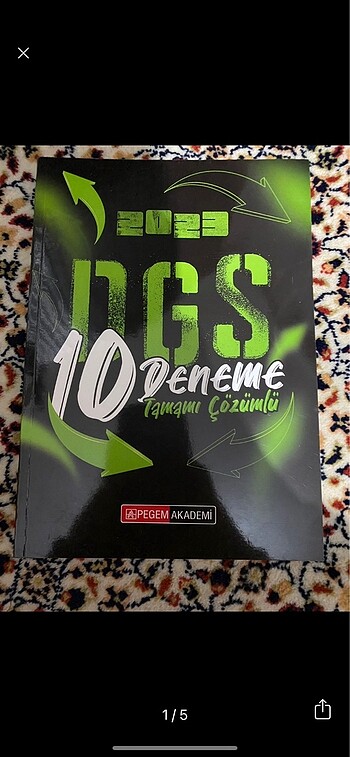 2023
DGS
10 Deneme
Tamamı Çözümlü
PEGEM AKADEMİ
1/5